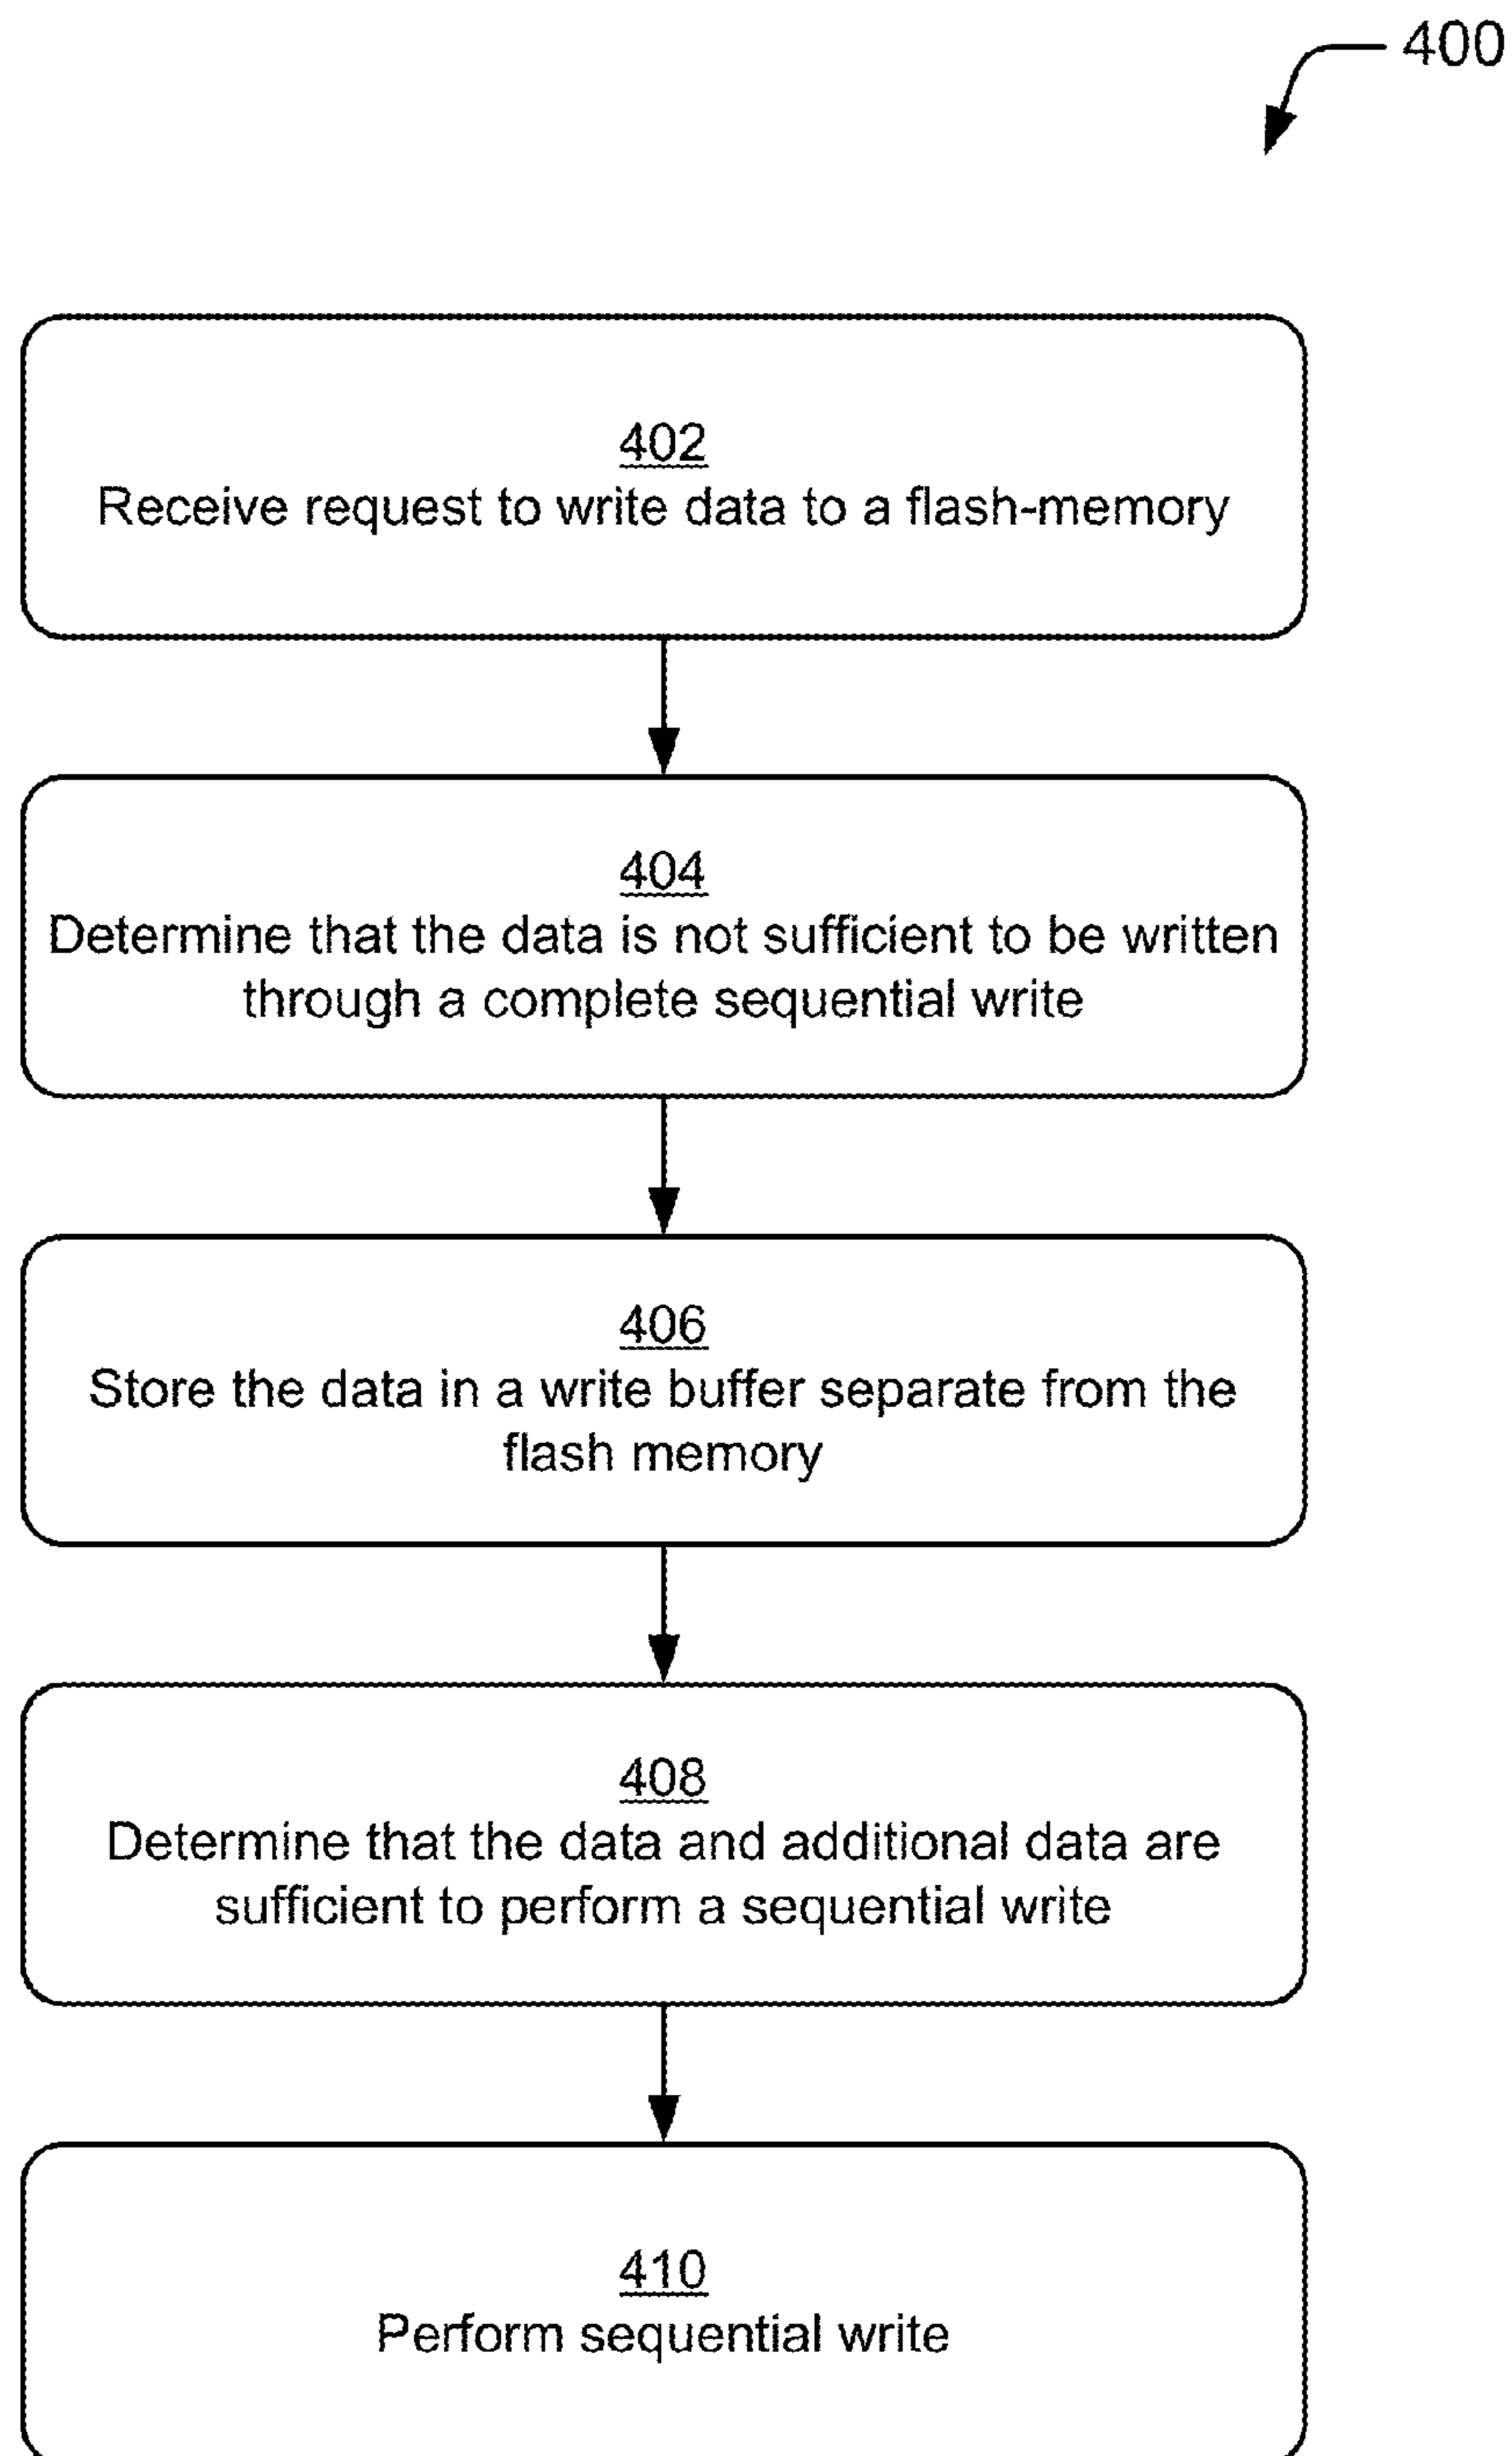 400
402
Receive request to write data to a flash-memory
404
Determine that the data is not sufficient to be written
through a complete sequential write
406
Store the data in a write buffer separate from the
flash memory
408
Determine that the data and additional data are
sufficient to perform a sequential write
410
Perform sequential write